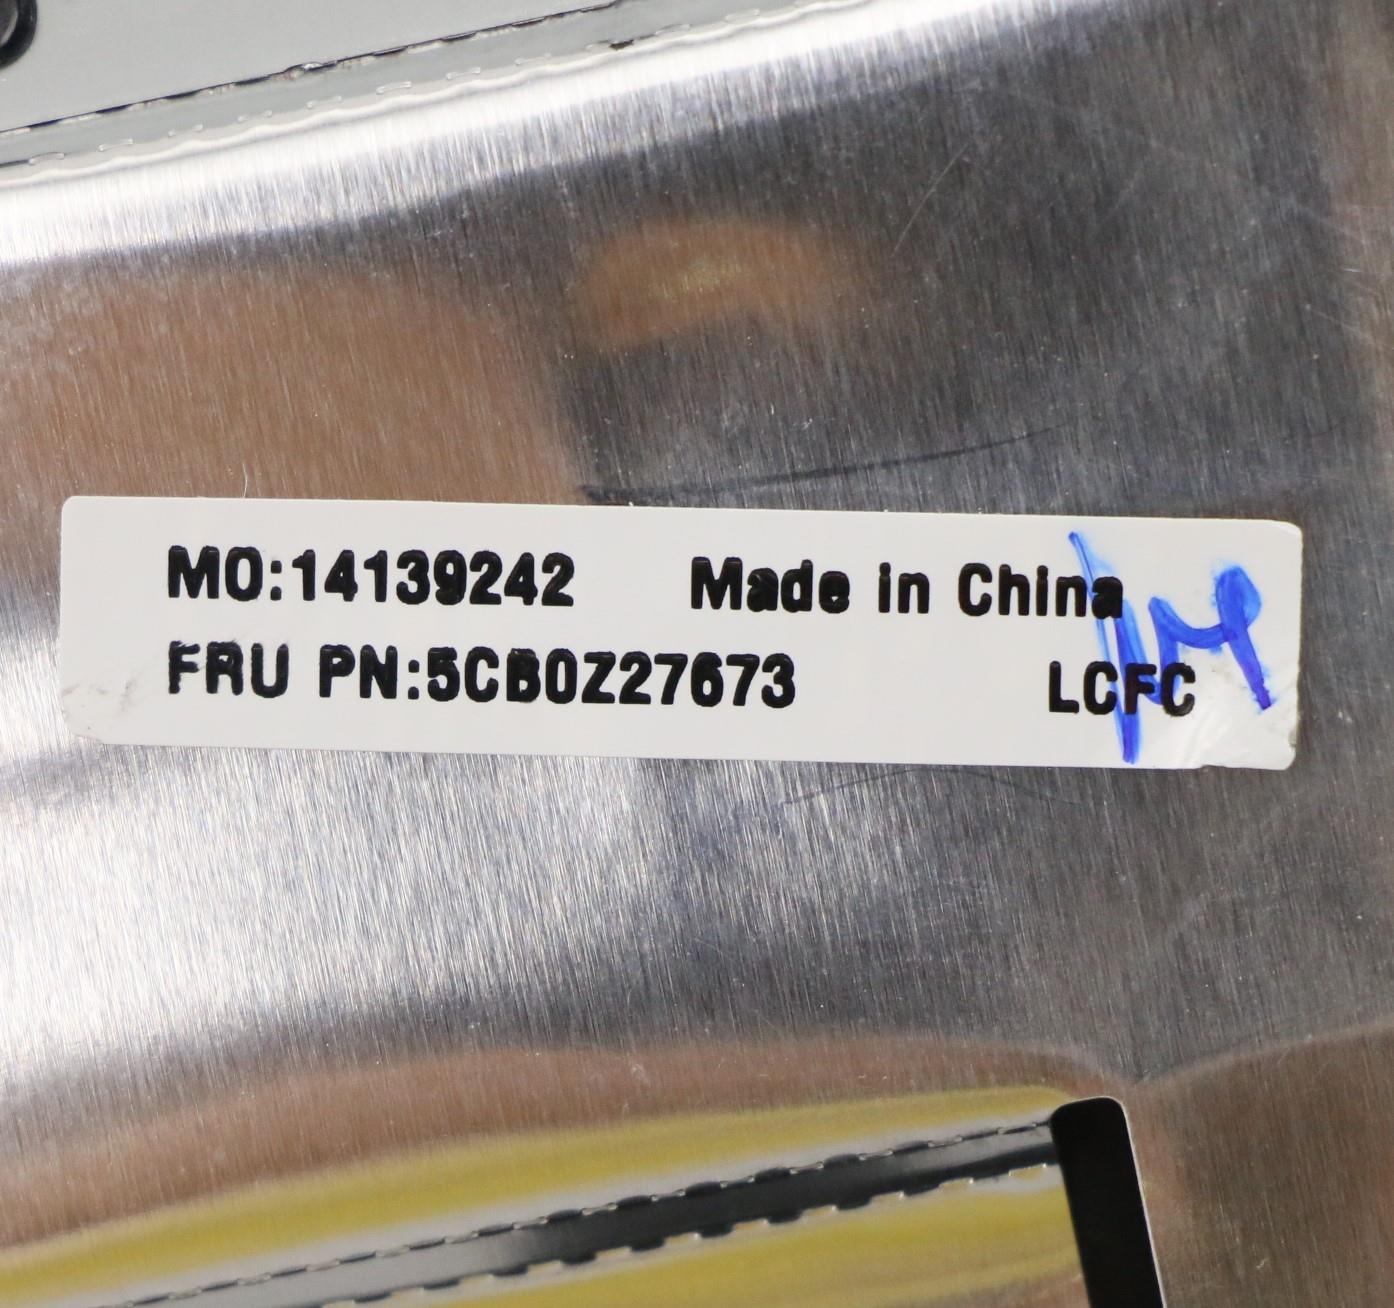 MO:14139242 Made in China
FRU PN:5CB0Z27673 LCFC